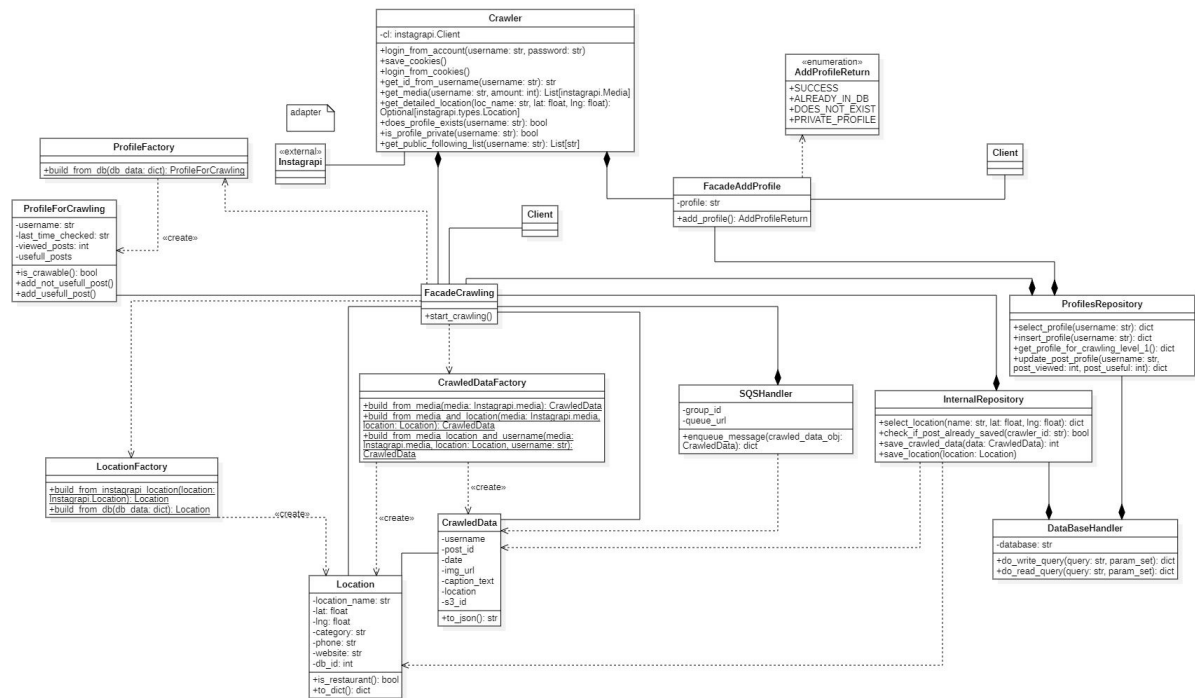 Crawler
-cl: instagrapi.Client
+login_from_account(username: str, password: str)
+save_cookies()
+login_from_cookies()
+get_id_from_username(username: str): str
+get_media(username: str, amount: int): List[instagrapi.Media]
+get_detailed_location(loc_name: str, lat: float, lng: float):
Optional[instagrapi.types.Location]
+does_profile_exists(username: str): bool
+is_profile_private(username: str): bool
+get_public_following_list(username: str): List[str]
«enumeration»
AddProfileReturn
+SUCCESS
+ALREADY_IN_DB
+DOES_NOT_EXIST
+PRIVATE_PROFILE
adapter
«external»
Instagrapi
ProfileFactory
+build_from_db(db_data: dict): ProfileForCrawling
Client
FacadeAddProfile
-profile: str
+add_profile(): AddProfileReturn
ProfileForCrawling
-username: str
-last_time_checked: str
-viewed_posts: int
-usefull_posts
+is_crawable(): bool
+add_not_usefull_post()
+add_usefull_post()
«create»
Client
FacadeCrawling
+start_crawling()
ProfilesRepository
+select_profile(username: str): dict
+insert_profile(username: str): dict
+get_profile_for_crawling_level_1(): dict
+update_post_profile(username: str,
post_viewed: int, post_useful: int): dict
CrawledDataFactory
+build_from_media(media: Instagrapi.media): CrawledData
+build_from_media_and_location(media: Instagrapi.media,
location: Location): CrawledData
+build_from_media_location_and_username(media:
Instagrapi.media, location: Location, username: str):
CrawledData
SQSHandler
-group_id
-queue_url
+enqueue_message(crawled_data_obj:
CrawledData): dict
InternalRepository
+select_location(name: str, lat: float, lng: float): dict
+check_if_post_already_saved(crawler_id: str): bool
+save_crawled_data(data: CrawledData): int
+save_location(location: Location)
LocationFactory
+build_from_instagrapi_location(location:
Instagrapi.Location): Location
+build_from_db(db_data: dict): Location
«create»
«create»
«create»
CrawledData
-username
-post_id
-date
-img_url
-caption_text
-location
-s3_id
+to_json(): str
DataBaseHandler
-database: str
+do_write_query(query: str, param_set): dict
+do_read_query(query: str, param_set): dict
Location
-location_name: str
-lat: float
-lng: float
-category: str
-phone: str
-website: str
-db_id: int
+is_restaurant(): bool
+to_dict(): dict